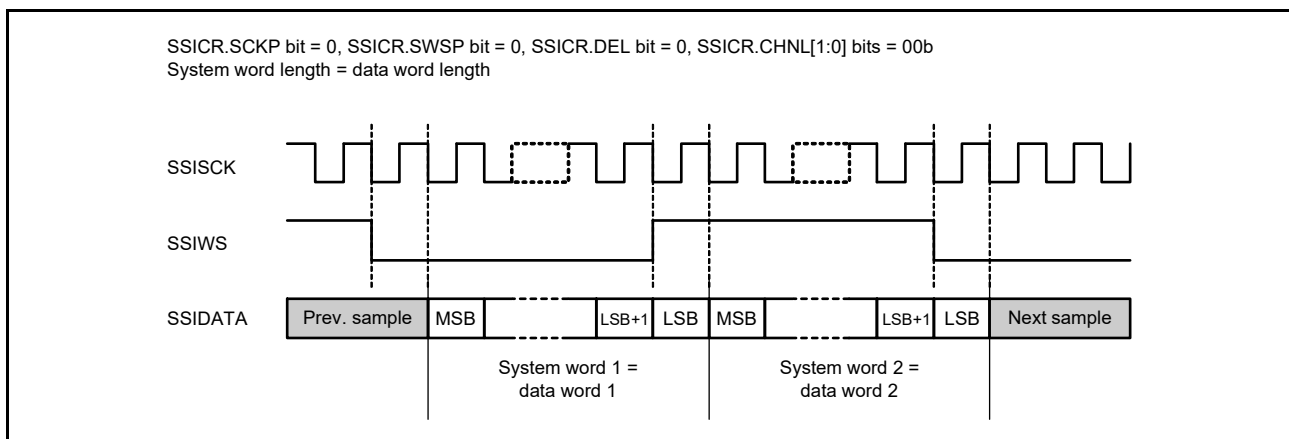 SSICR.SCKP bit = 0, SSICR.SWSP bit = 0, SSICR.DEL bit = 0, SSICR.CHNL[1:0] bits = 00b
System word length = data word length
SSISCK
SSIWS
SSIDATA Prev. sample MSB LSB+1 LSB MSB LSB+1 LSB Next sample
System word 1 = System word 2 =
data word 1 data word 2